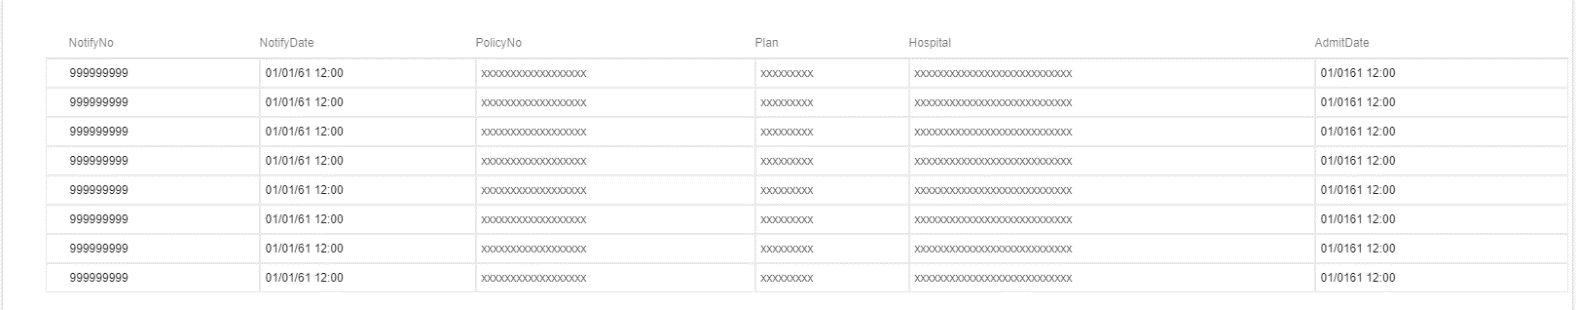 NotifyNo NotifyDate PolicyNo Plan Hospital AdmitDate
999999999 01/01/61 12:00 xxxxxxxxxxxxxxxxxx xxxxxxxxx xxxxxxxxxxxxxxxxxxxxxxxxxxx 01/0161 12:00
999999999 01/01/61 12:00 xxxxxxxxxxxxxxxxxx xxxxxxxxx xxxxxxxxxxxxxxxxxxxxxxxxxxx 01/0161 12:00
999999999 01/01/61 12:00 xxxxxxxxxxxxxxxxxx xxxxxxxxx xxxxxxxxxxxxxxxxxxxxxxxxxxx 01/0161 12:00
999999999 01/01/61 12:00 xxxxxxxxxxxxxxxxxx xxxxxxxxx xxxxxxxxxxxxxxxxxxxxxxxxxxx 01/0161 12:00
999999999 01/01/61 12:00 xxxxxxxxxxxxxxxxxx xxxxxxxxx xxxxxxxxxxxxxxxxxxxxxxxxxxx 01/0161 12:00
999999999 01/01/61 12:00 xxxxxxxxxxxxxxxxxx xxxxxxxxx xxxxxxxxxxxxxxxxxxxxxxxxxxx 01/0161 12:00
999999999 01/01/61 12:00 xxxxxxxxxxxxxxxxxx xxxxxxxxx xxxxxxxxxxxxxxxxxxxxxxxxxxx 01/0161 12:00
999999999 01/01/61 12:00 xxxxxxxxxxxxxxxxxx xxxxxxxxx xxxxxxxxxxxxxxxxxxxxxxxxxxx 01/0161 12:00